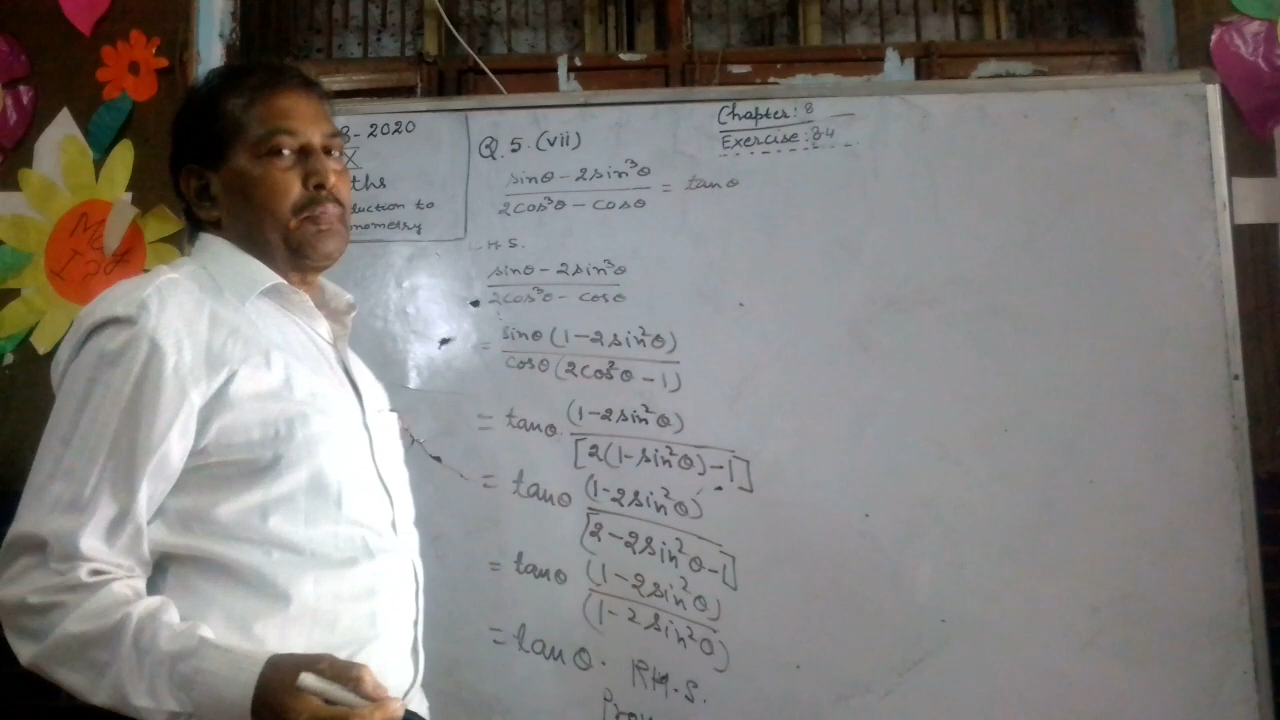 8-2020
X
ths
duction to
nometry
Chapter: 8
Exercise: 8.4
Q. 5. (vii)
sinθ - 2sin³θ / 2cos³θ - cosθ = tanθ
L.H.S.
sinθ - 2sin³θ / 2cos³θ - cosθ
= sinθ (1-2sin²θ) / cosθ (2cos²θ - 1)
= tanθ. (1-2sin²θ) / [2(1-sin²θ)-1]
= tanθ (1-2sin²θ) / [2-2sin²θ-1]
= tanθ (1-2sin²θ) / (1-2sin²θ)
= tanθ. R.H.S.